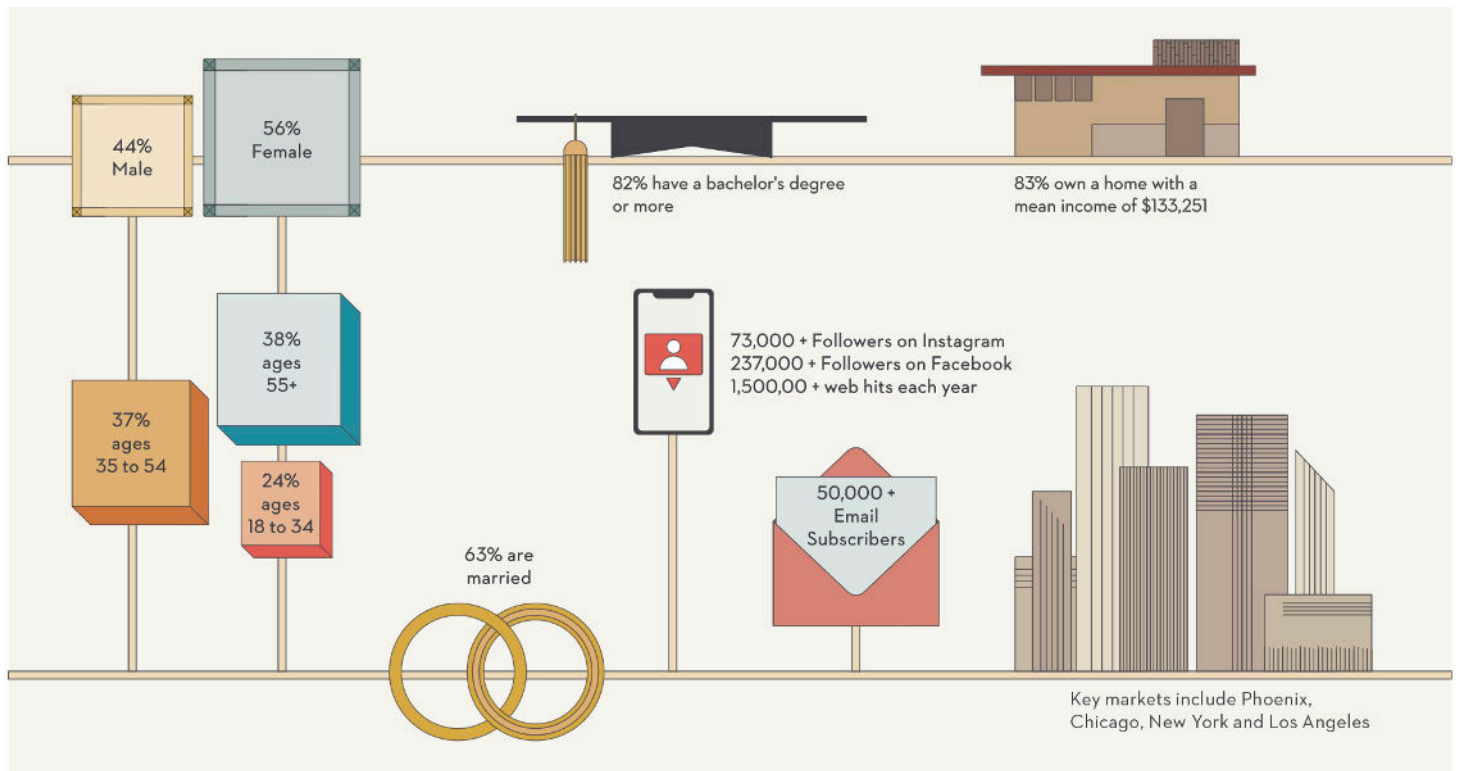 44%
Male
56%
Female
82% have a bachelor's degree
or more
83% own a home with a
mean income of $133,251
38%
ages
55+
37%
ages
35 to 54
24%
ages
18 to 34
73,000 + Followers on Instagram
237,000 + Followers on Facebook
1,500,00 + web hits each year
50,000 +
Email
Subscribers
63% are
married
Key markets include Phoenix,
Chicago, New York and Los Angeles